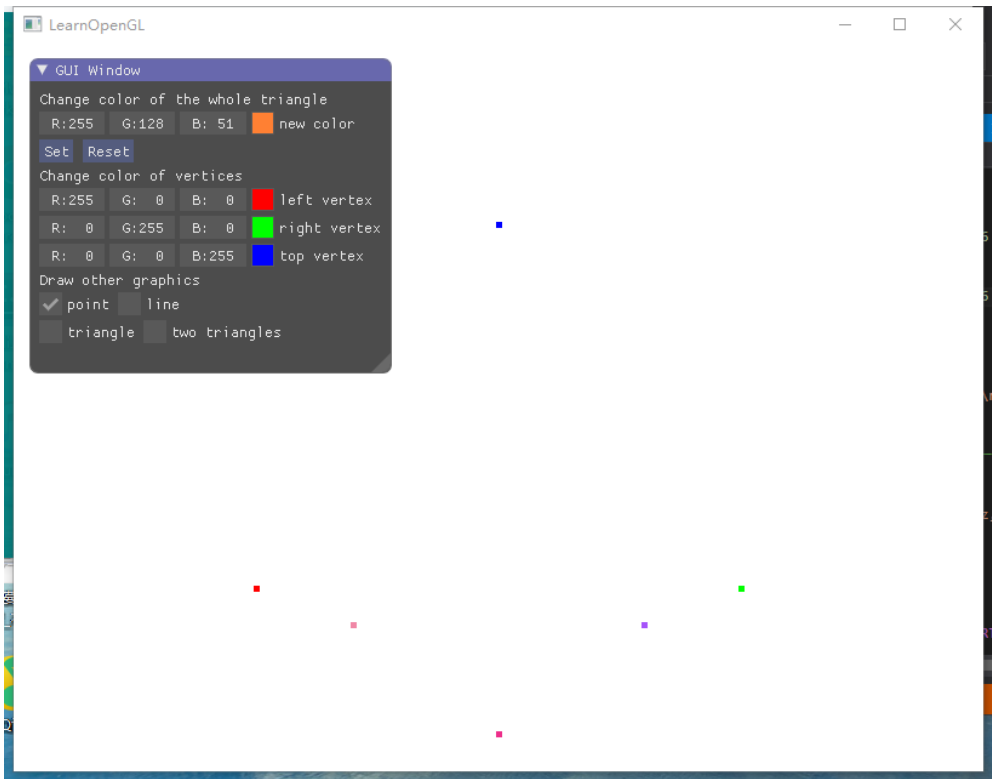 LearnOpenGL
GUI Window
Change color of the whole triangle
R:255 G:128 B: 51 new color
Set Reset
Change color of vertices
R:255 G: 0 B: 0 left vertex
R: 0 G:255 B: 0 right vertex
R: 0 G: 0 B:255 top vertex
Draw other graphics
point line
triangle two triangles